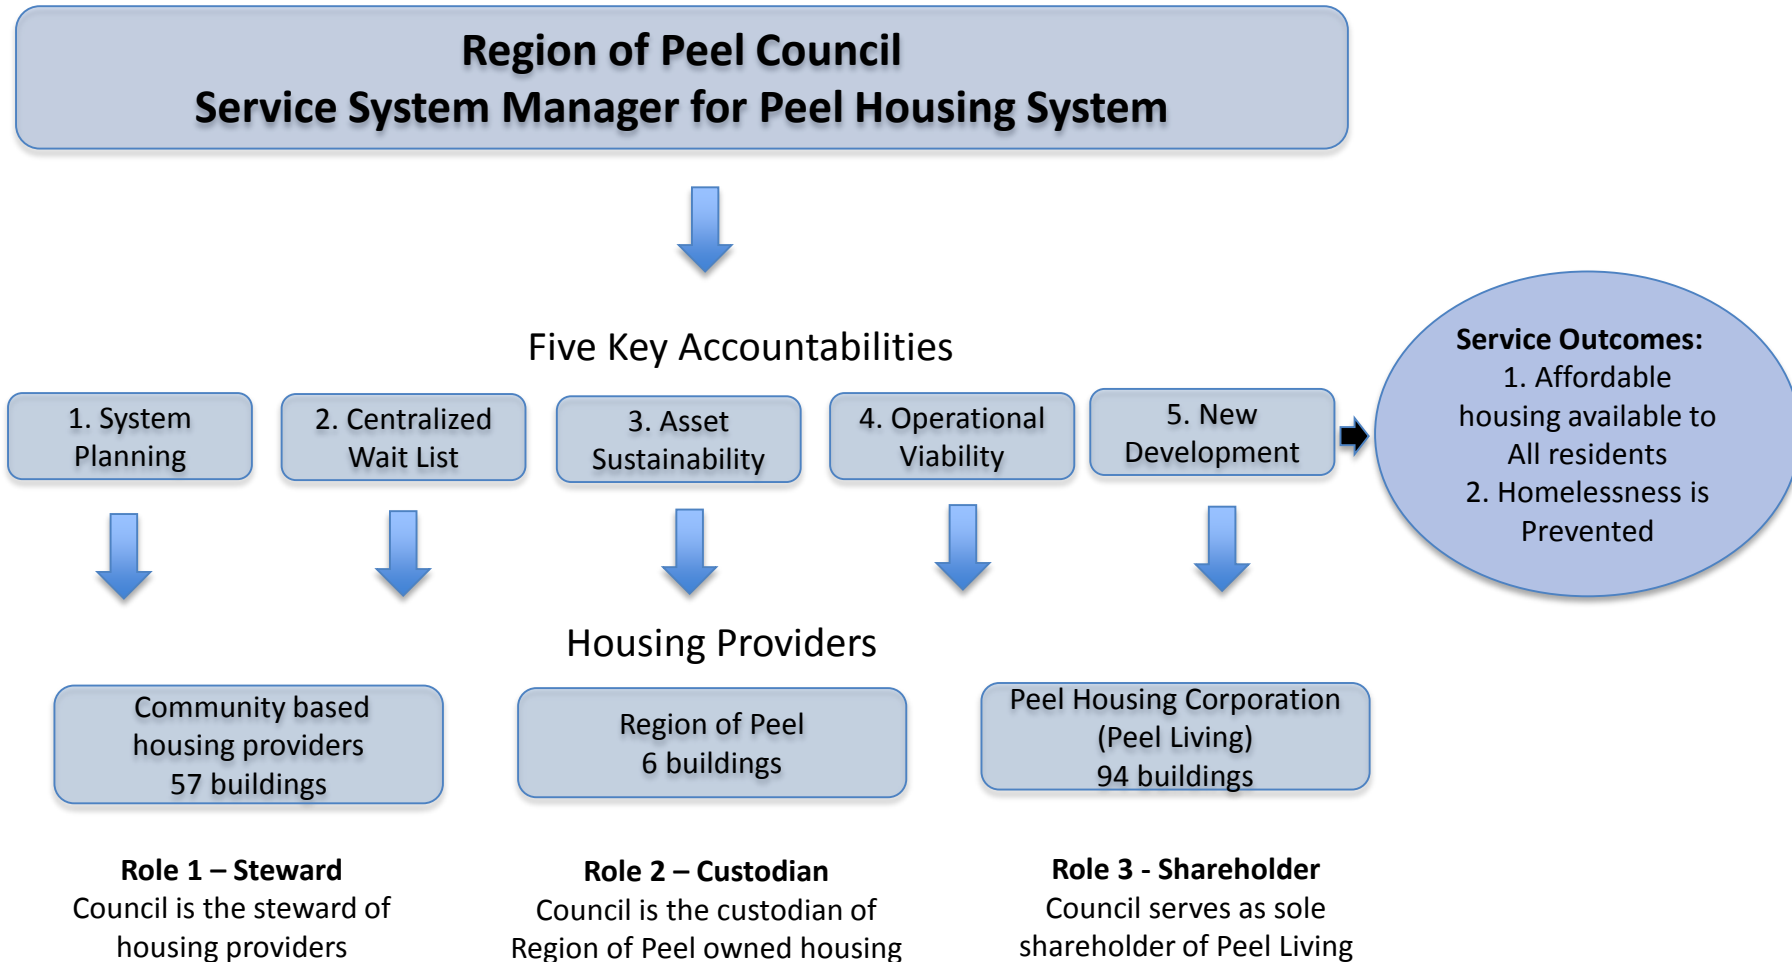 Region of Peel Council
Service System Manager for Peel Housing System
Five Key Accountabilities
1. System
Planning
2. Centralized
Wait List
3. Asset
Sustainability
4. Operational
Viability
5. New
Development
Service Outcomes:
1. Affordable
housing available to
All residents
2. Homelessness is
Prevented
Housing Providers
Community based
housing providers
57 buildings
Region of Peel
6 buildings
Peel Housing Corporation
(Peel Living)
94 buildings
Role 1 – Steward
Council is the steward of
housing providers
Role 2 – Custodian
Council is the custodian of
Region of Peel owned housing
Role 3 - Shareholder
Council serves as sole
shareholder of Peel Living